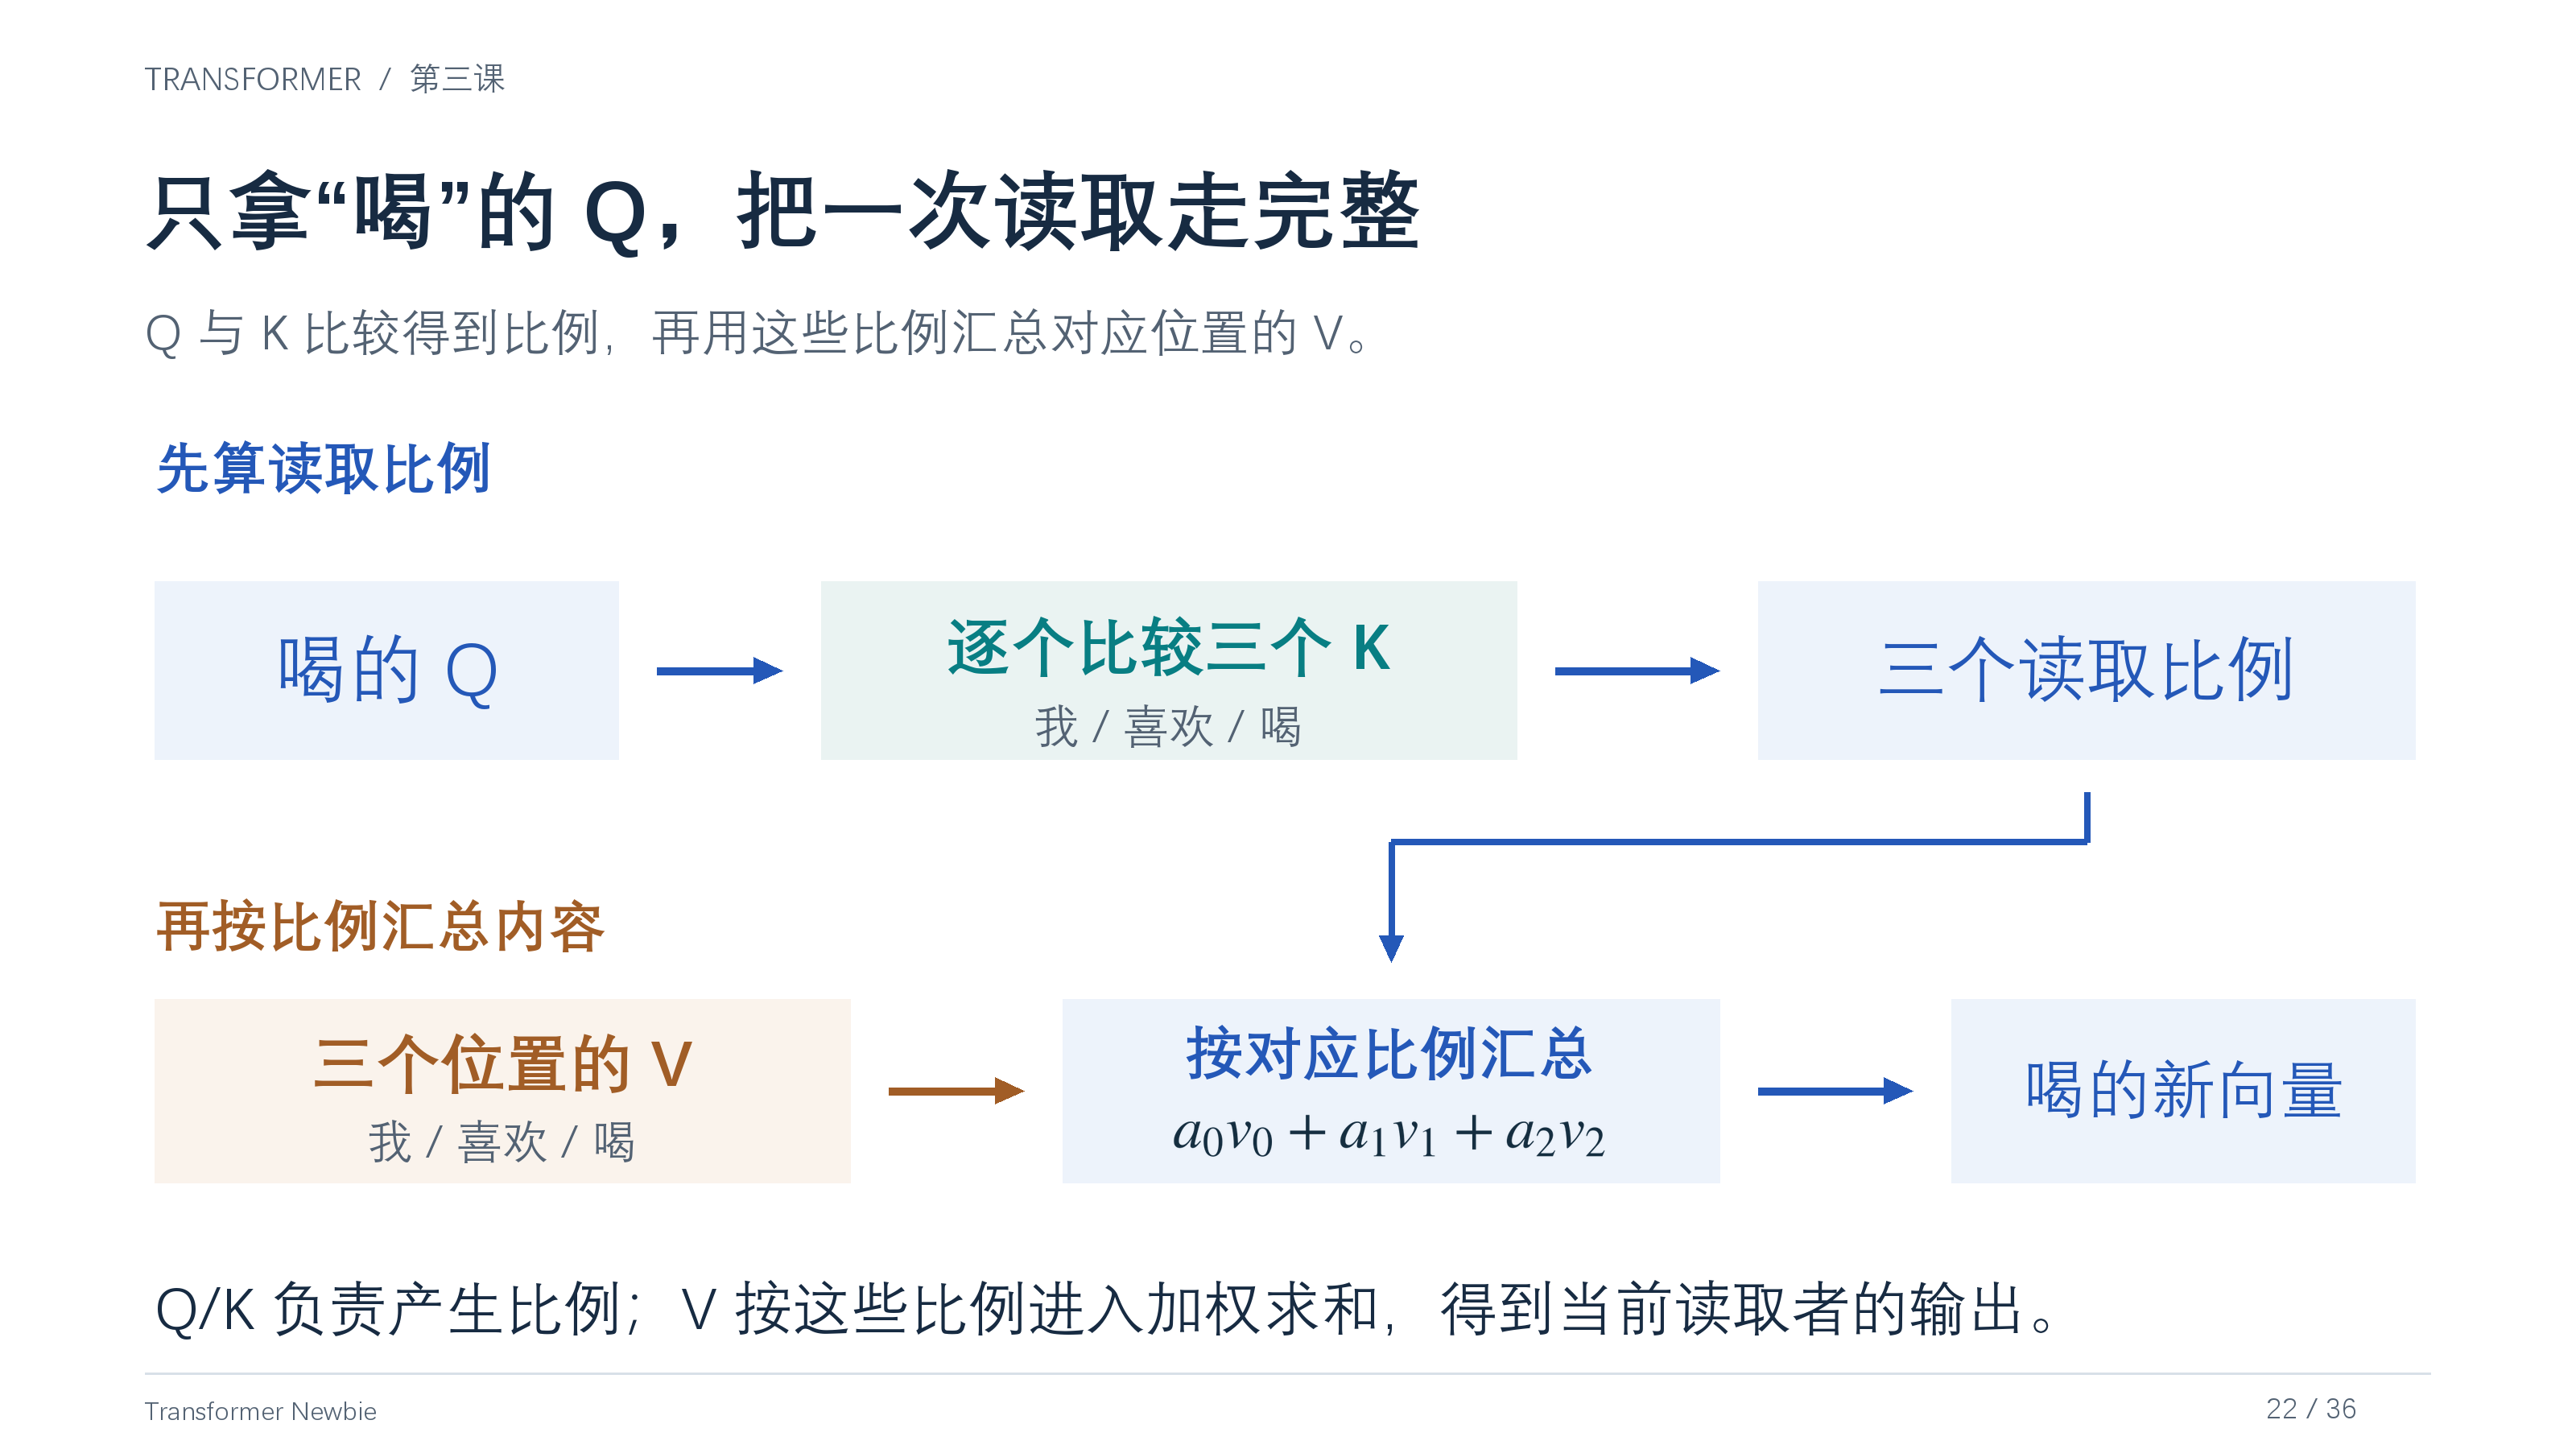 TRANSFORMER / 第三课
只拿“喝”的 Q，把一次读取走完整
Q 与 K 比较得到比例，再用这些比例汇总对应位置的 V。
先算读取比例
喝的 Q
逐个比较三个 K
我 / 喜欢 / 喝
三个读取比例
再按比例汇总内容
三个位置的 V
我 / 喜欢 / 喝
按对应比例汇总
a₀v₀ + a₁v₁ + a₂v₂
喝的新向量
Q/K 负责产生比例；V 按这些比例进入加权求和，得到当前读取者的输出。
Transformer Newbie
22 / 36